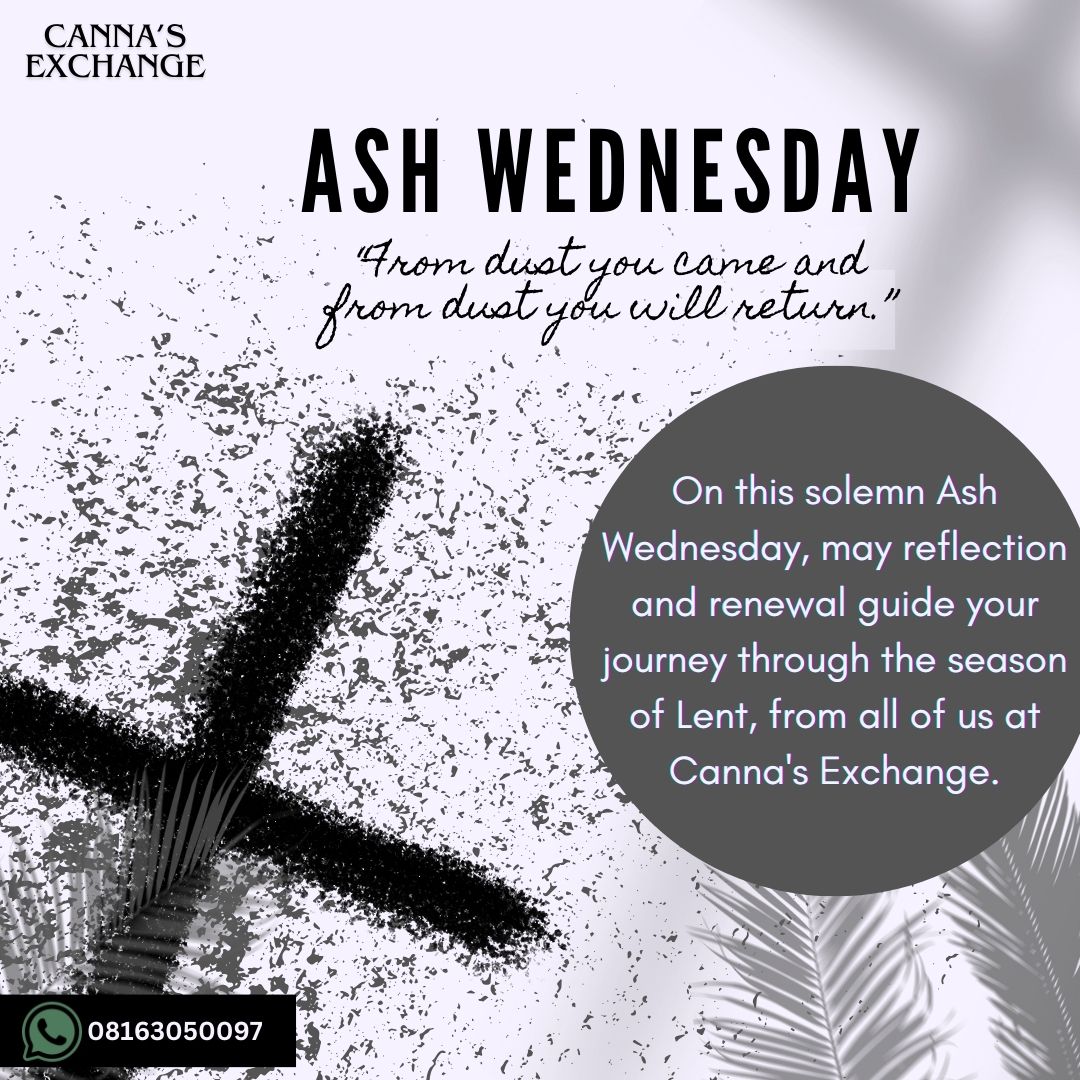 CANNA'S
EXCHANGE
ASH WEDNESDAY
"From dust you came and
from dust you will return."
On this solemn Ash
Wednesday, may reflection
and renewal guide your
journey through the season
of Lent, from all of us at
Canna's Exchange.
08163050097